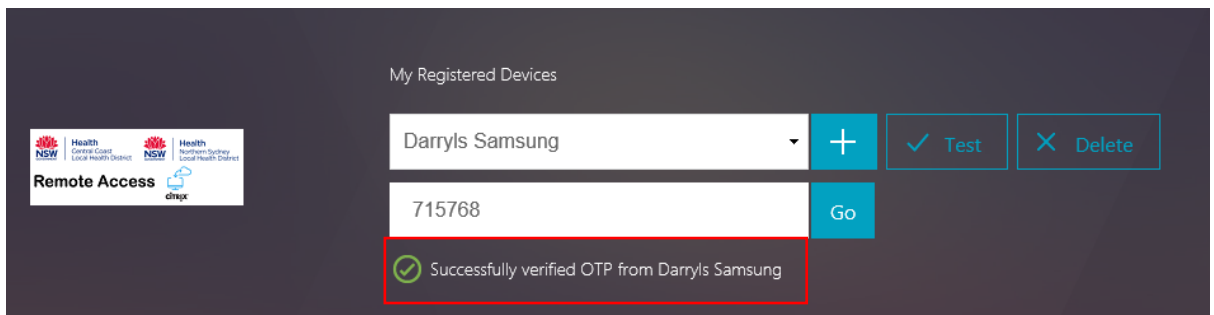 My Registered Devices
Darryls Samsung
+ Test Delete
715768
Go
Successfully verified OTP from Darryls Samsung
NSW Health
Central Coast
Local Health District
NSW Health
Northern Sydney
Local Health District
Remote Access
citrix